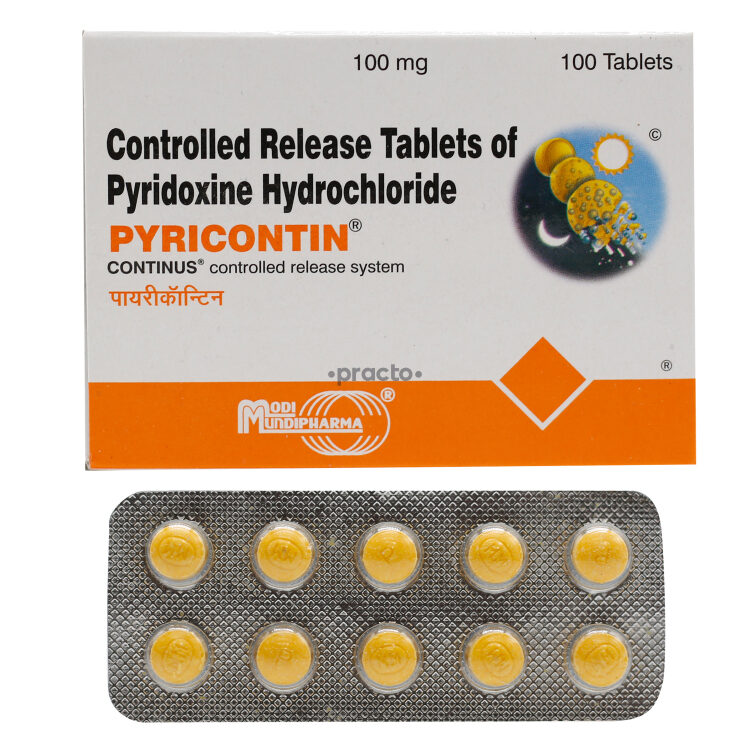 100 mg 100 Tablets
Controlled Release Tablets of
Pyridoxine Hydrochloride
©
PYRICONTIN®
CONTINUS® controlled release system
पायरीकॉन्टिन
®
•practo•
MODI ®
MUNDIPHARMA